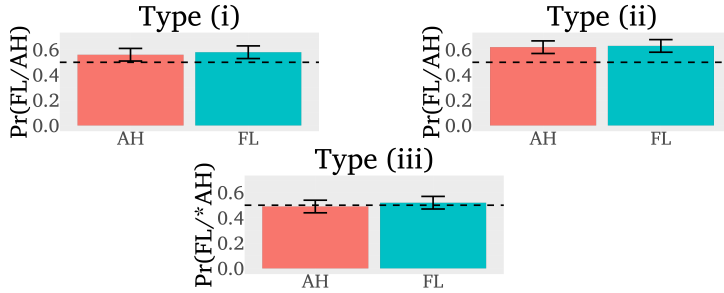 Type (i)
Pr(FL/AH)
0.6
0.4
0.2
0.0
AH FL
Type (ii)
Pr(FL/AH)
0.6
0.4
0.2
0.0
AH FL
Type (iii)
Pr(FL/*AH)
0.6
0.4
0.2
0.0
AH FL